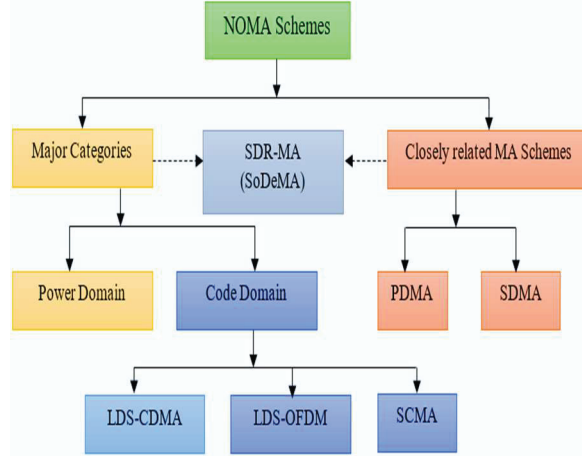 NOMA Schemes
Major Categories
SDR-MA
(SoDeMA)
Closely related MA Schemes
Power Domain
Code Domain
PDMA
SDMA
LDS-CDMA
LDS-OFDM
SCMA